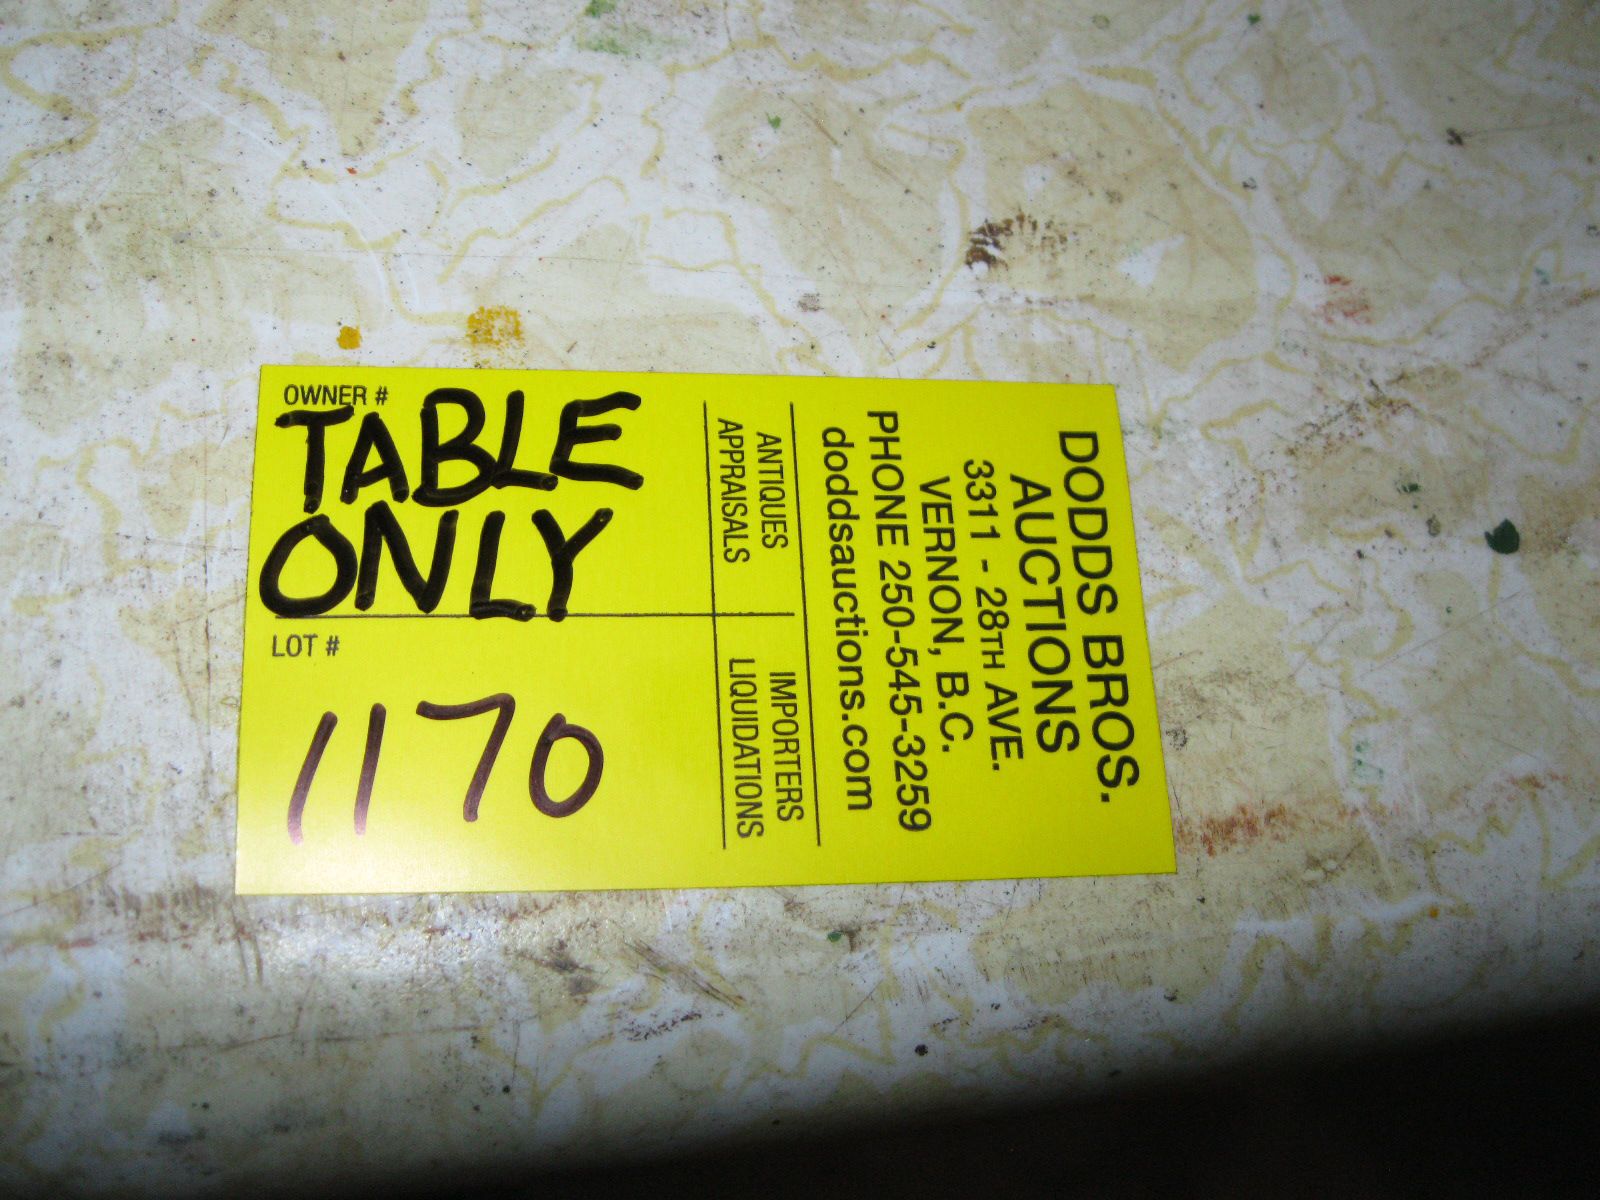 OWNER #
TABLE
ONLY
LOT #
1170
ANTIQUES
APPRAISALS
IMPORTERS
LIQUIDATIONS
DODDS BROS.
AUCTIONS
3311 - 28TH AVE.
VERNON, B.C.
PHONE 250-545-3259
doddsauctions.com